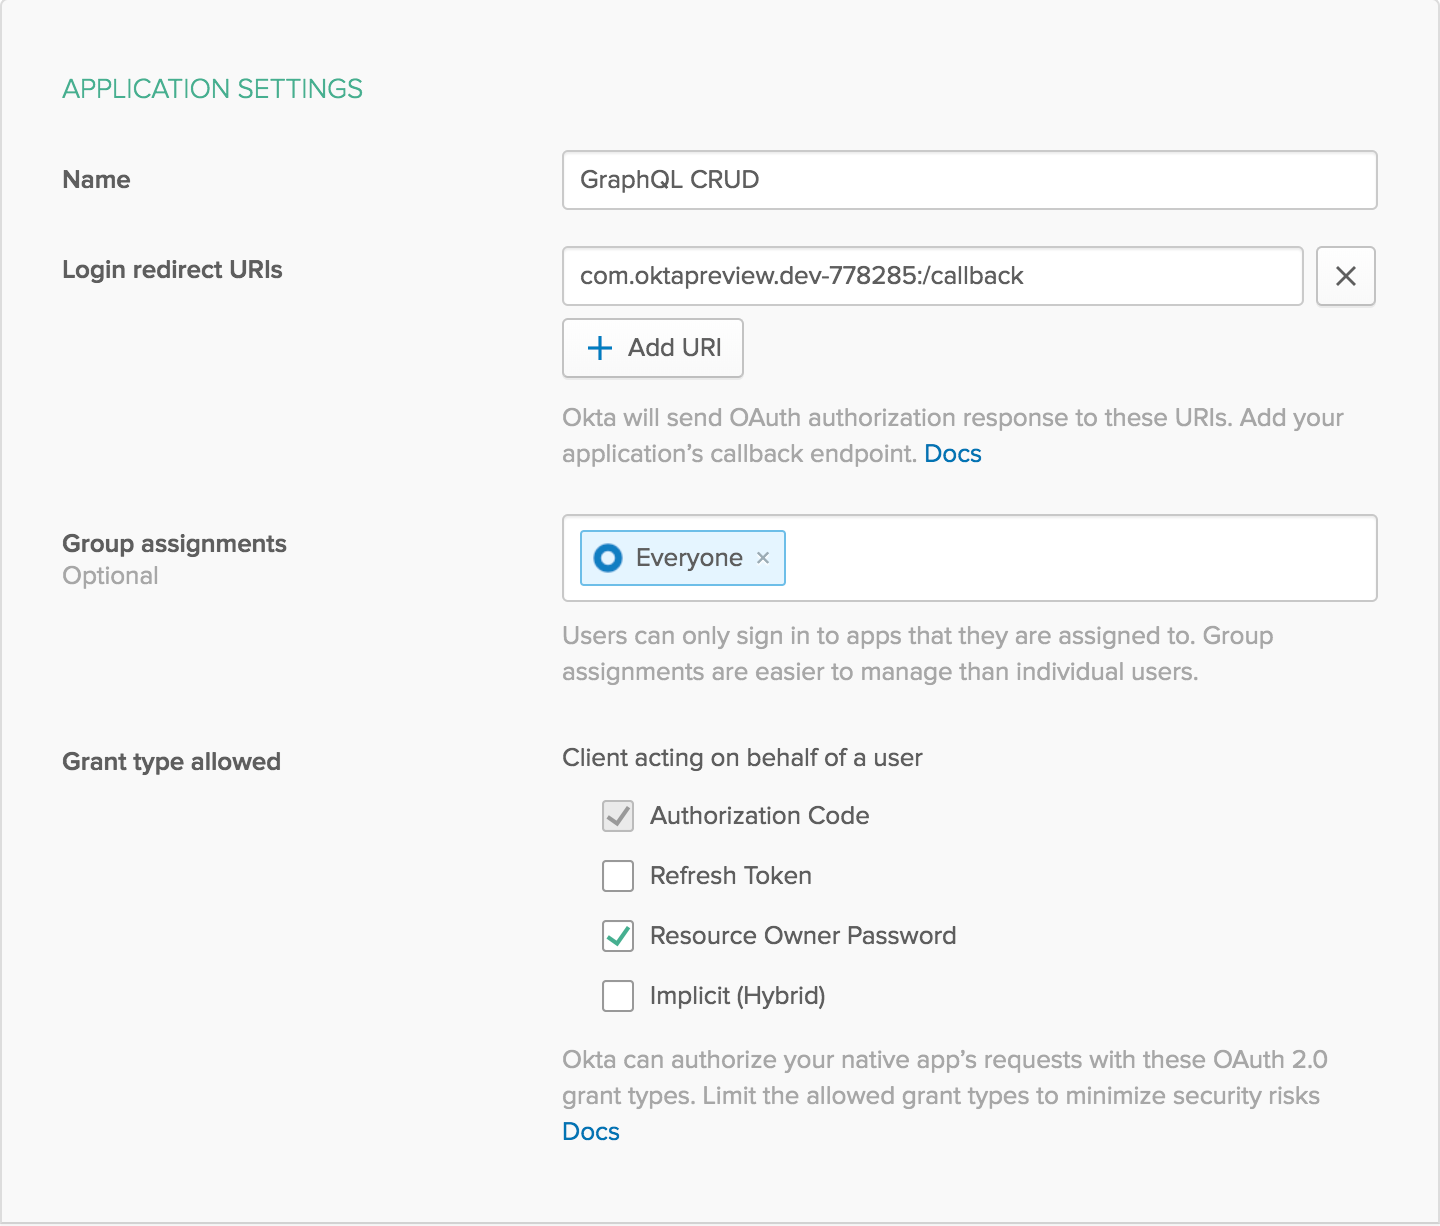 APPLICATION SETTINGS
Name
GraphQL CRUD
Login redirect URIs
com.oktapreview.dev-778285:/callback
Add URI
Okta will send OAuth authorization response to these URIs. Add your
application’s callback endpoint. Docs
Group assignments
Optional
Everyone
Users can only sign in to apps that they are assigned to. Group
assignments are easier to manage than individual users.
Grant type allowed
Client acting on behalf of a user
Authorization Code
Refresh Token
Resource Owner Password
Implicit (Hybrid)
Okta can authorize your native app’s requests with these OAuth 2.0
grant types. Limit the allowed grant types to minimize security risks
Docs